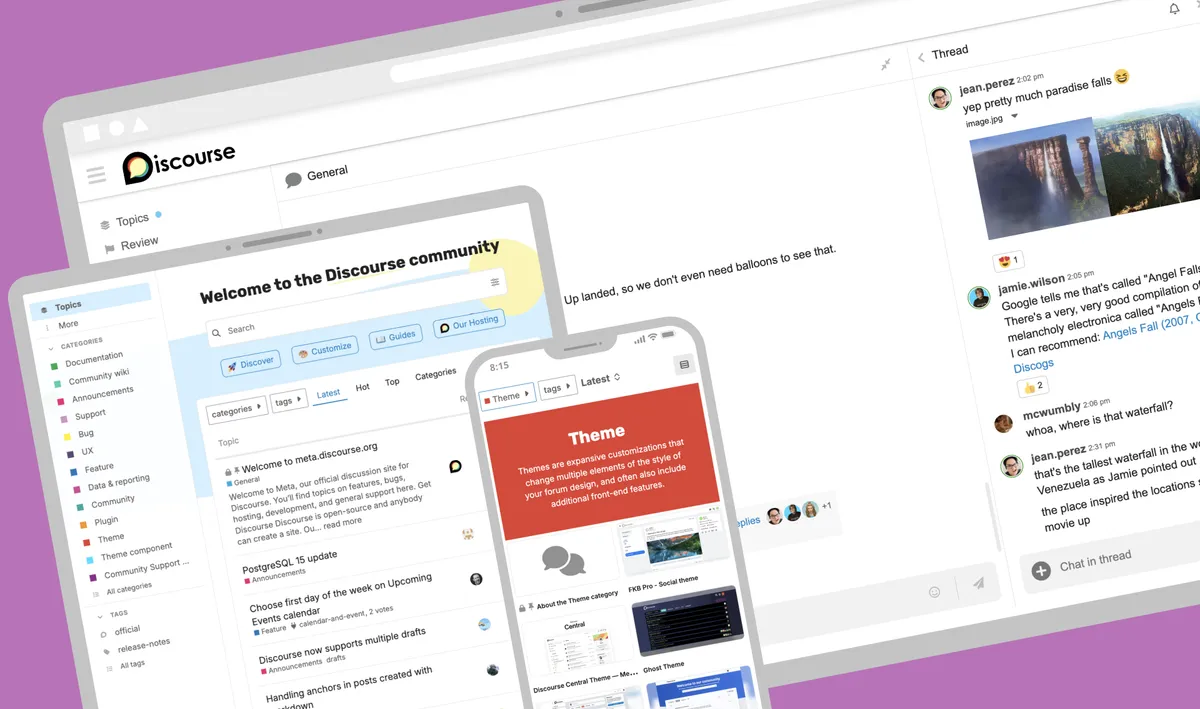 Discourse
General
Topics
Review
Up landed, so we don't even need balloons to see that.
+1
Thread
jean.perez 2:02 pm
yep pretty much paradise falls 😆
image.jpg
😍 1
jamie.wilson 2:05 pm
Google tells me that's called "Angel Falls
There's a very, very good compilation of
melancholy electronica called "Angels
I can recommend: Angels Fall (2007,
Discogs
👍 2
mcwumbly 2:06 pm
whoa, where is that waterfall?
jean.perez 2:31 pm
that's the tallest waterfall in the
Venezuela as Jamie pointed out
the place inspired the locations
movie up
Chat in thread
Topics
More
CATEGORIES
Documentation
Community wiki
Announcements
Support
Bug
UX
Feature
Data & reporting
Community
Plugin
Theme
Theme component
Community Support ...
All categories
TAGS
official
release-notes
All tags
Welcome to the Discourse community
Search
Discover
Customize
Guides
Our Hosting
categories
tags
Latest
Hot
Top
Categories
Topic
Welcome to meta.discourse.org
General
Welcome to Meta, our official discussion site for
Discourse. You'll find topics on features, bugs,
hosting, development, and general support here. Get
Discourse Discourse is open-source and anybody
can create a site. Ou... read more
PostgreSQL 15 update
Announcements
Choose first day of the week on Upcoming
Events calendar
Feature calendar-and-event, 2 votes
Discourse now supports multiple drafts
Announcements drafts
Handling anchors in posts created with
8:15
Theme
tags
Latest
Theme
Themes are expansive customizations that
change multiple elements of the style of
your forum design, and often also include
additional front-end features.
About the Theme category
FKB Pro - Social theme
Central
Discourse Central Theme — Me...
Ghost Theme
Welcome to our community